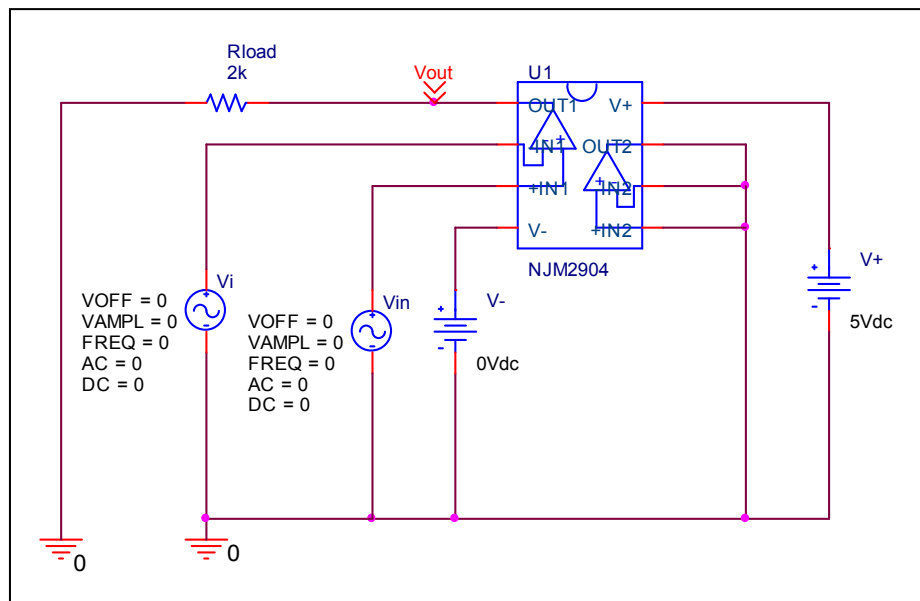 Rload
2k
Vout
U1
OUT1
V+
-IN1
OUT2
+IN1
-IN2
V-
+IN2
NJM2904
Vi
VOFF = 0
VAMPL = 0
FREQ = 0
AC = 0
DC = 0
Vin
VOFF = 0
VAMPL = 0
FREQ = 0
AC = 0
DC = 0
V-
0Vdc
V+
5Vdc
0
0